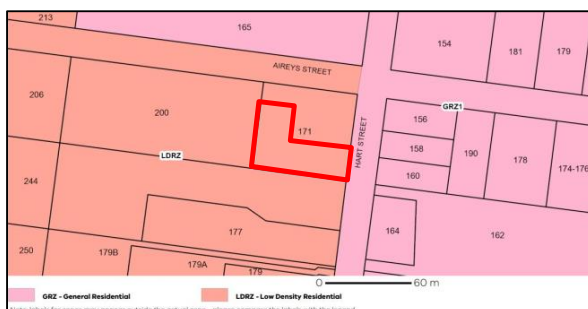 213
165
154
181
179
AIREYS STREET
206
200
171
GRZ1
156
HART STREET
158
LDRZ
190
178
174-176
160
244
177
164
162
250
179B
179A
179
0 60 m
GRZ - General Residential
LDRZ - Low Density Residential